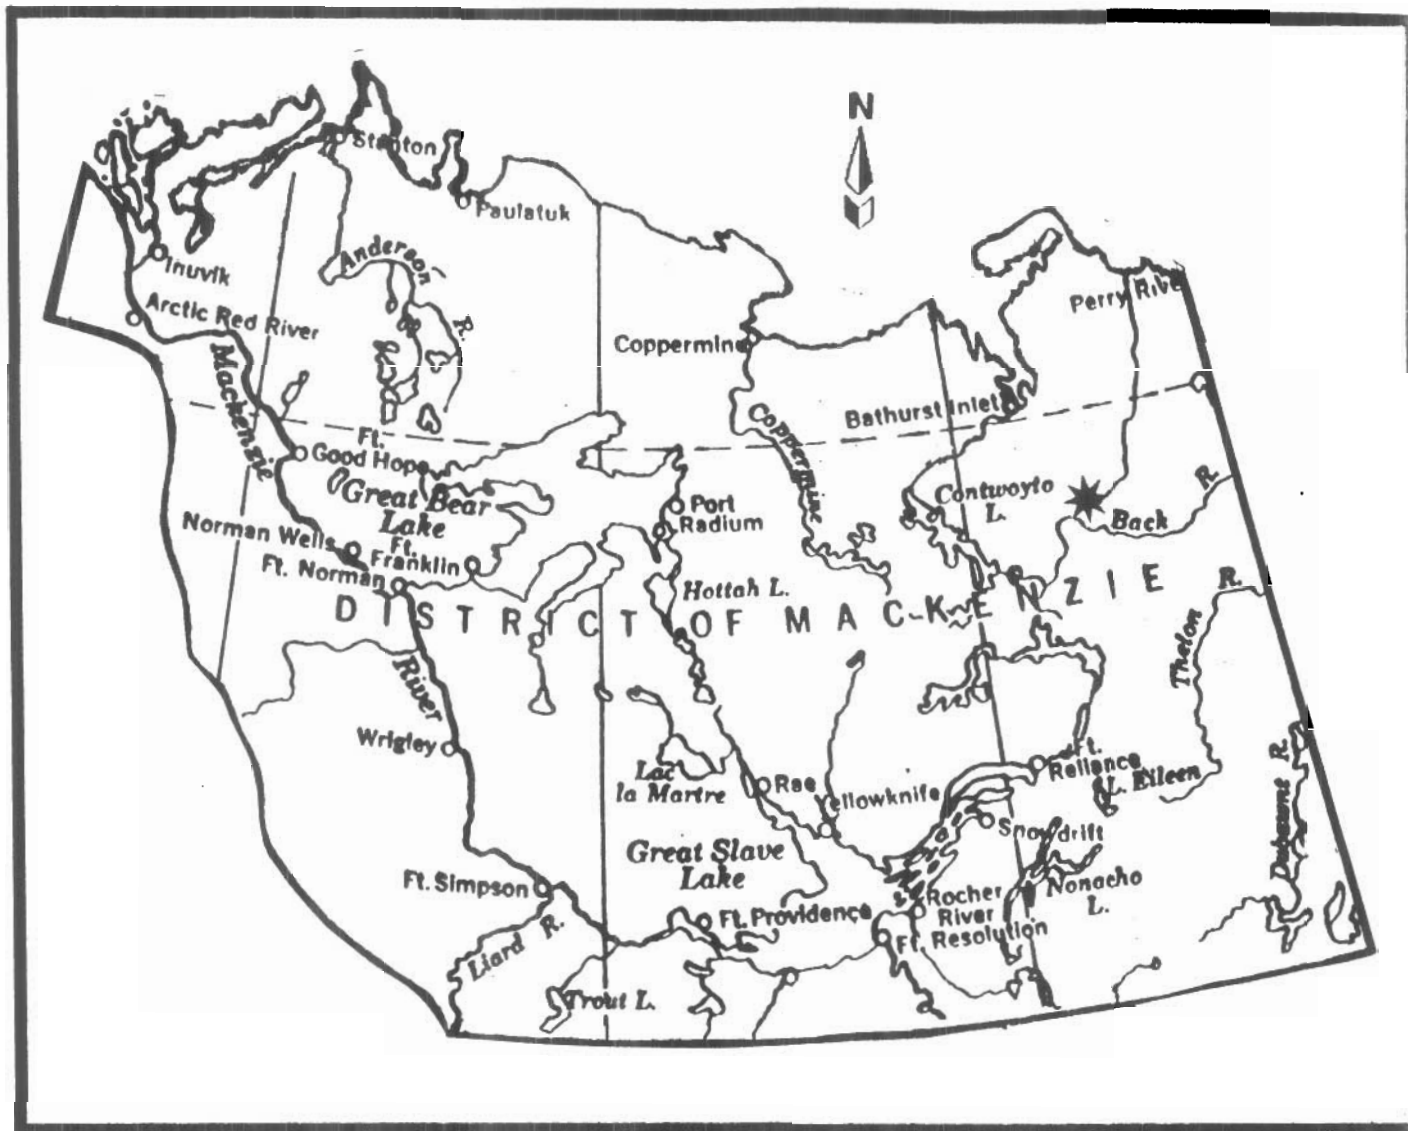 N
Stanton
Paulatuk
Inuvik
Anderson
R.
Arctic Red River
Perry River
Coppermine
Mackenzie
Bathurst Inlet
Coppermine
Ft.
Good Hope
Great Bear
Lake
Port
Radium
Contwoyto
L.
Back
R.
Norman Wells
Ft.
Franklin
Ft. Norman
Hottah L.
R.
DISTRICT OF MACKENZIE
Thelon
River
Wrigley
Lac
la Martre
Rae
Yellowknife
Ft.
Reliance
L. Eileen
Dubawnt R.
Snowdrift
Great Slave
Lake
Nonacho
L.
Ft. Simpson
Ft. Providence
Rocher
River
Ft. Resolution
Liard R.
Trout L.